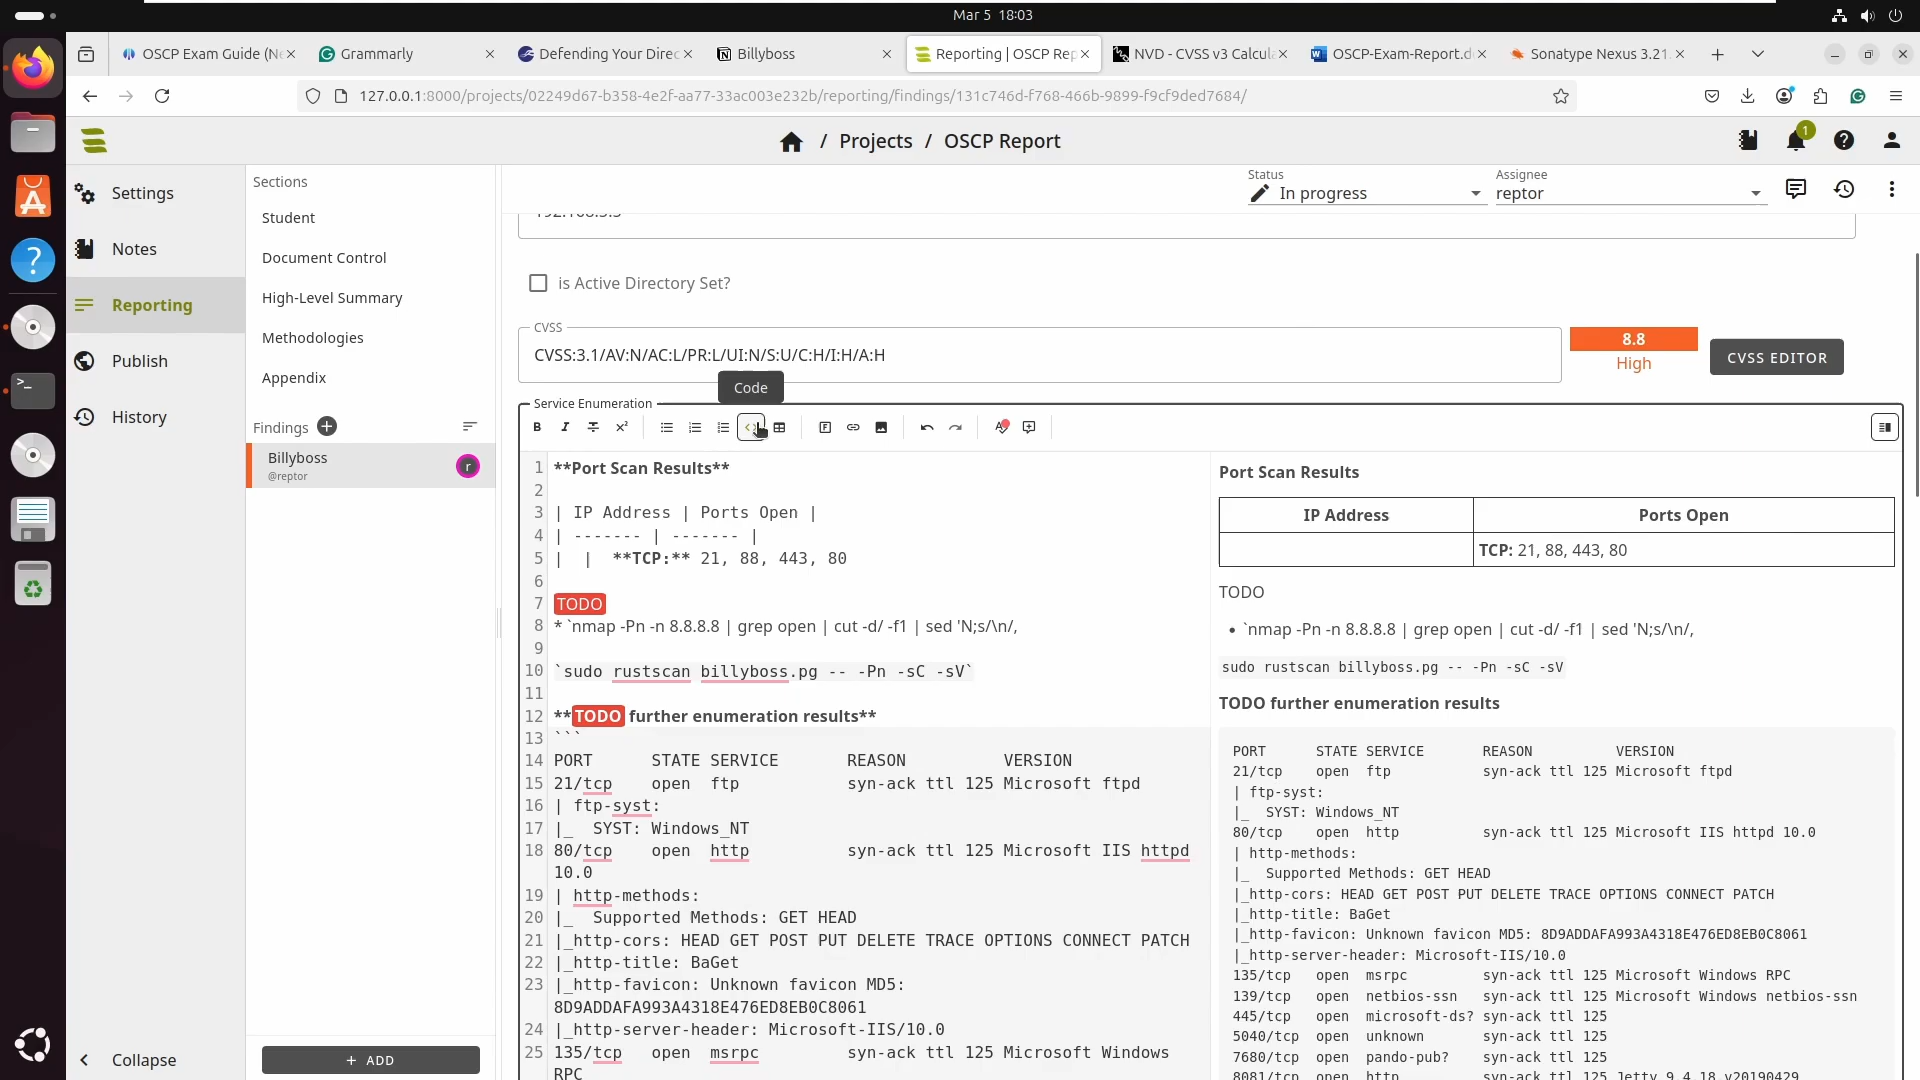 Mar 5 18:03
OSCP Exam Guide (Ne
Grammarly
Defending Your Direc
Billyboss
Reporting | OSCP Rep
NVD - CVSS v3 Calcula
OSCP-Exam-Report.d
Sonatype Nexus 3.21.
127.0.0.1:8000/projects/02249d67-b358-4e2f-aa77-33ac003e232b/reporting/findings/131c746d-f768-466b-9899-f9cf9ded7684/
/ Projects / OSCP Report
1
Settings
Notes
Reporting
Publish
History
Collapse
Sections
Student
Document Control
High-Level Summary
Methodologies
Appendix
Findings
Billyboss
@reptor
r
+ ADD
Status
In progress
Assignee
reptor
is Active Directory Set?
CVSS
CVSS:3.1/AV:N/AC:L/PR:L/UI:N/S:U/C:H/I:H/A:H
8.8
High
CVSS EDITOR
Code
Service Enumeration
1 **Port Scan Results**
2
3 | IP Address | Ports Open |
4 | ------- | ------- |
5 |  |  **TCP:** 21, 88, 443, 80
6
7 TODO
8 * `nmap -Pn -n 8.8.8.8 | grep open | cut -d/ -f1 | sed 'N;s/\n/,
9
10 `sudo rustscan billyboss.pg -- -Pn -sC -sV`
11
12 **TODO further enumeration results**
13 ```
14 PORT      STATE SERVICE       REASON          VERSION
15 21/tcp    open  ftp           syn-ack ttl 125 Microsoft ftpd
16 | ftp-syst:
17 |_  SYST: Windows_NT
18 80/tcp    open  http          syn-ack ttl 125 Microsoft IIS httpd
10.0
19 | http-methods:
20 |_  Supported Methods: GET HEAD
21 |_http-cors: HEAD GET POST PUT DELETE TRACE OPTIONS CONNECT PATCH
22 |_http-title: BaGet
23 |_http-favicon: Unknown favicon MD5:
8D9ADDAFA993A4318E476ED8EB0C8061
24 |_http-server-header: Microsoft-IIS/10.0
25 135/tcp   open  msrpc         syn-ack ttl 125 Microsoft Windows
RPC
Port Scan Results
IP Address Ports Open
TCP: 21, 88, 443, 80
TODO
• `nmap -Pn -n 8.8.8.8 | grep open | cut -d/ -f1 | sed 'N;s/\n/,
sudo rustscan billyboss.pg -- -Pn -sC -sV
TODO further enumeration results
PORT      STATE SERVICE       REASON          VERSION
21/tcp    open  ftp           syn-ack ttl 125 Microsoft ftpd
| ftp-syst:
|_  SYST: Windows_NT
80/tcp    open  http          syn-ack ttl 125 Microsoft IIS httpd 10.0
| http-methods:
|_  Supported Methods: GET HEAD
|_http-cors: HEAD GET POST PUT DELETE TRACE OPTIONS CONNECT PATCH
|_http-title: BaGet
|_http-favicon: Unknown favicon MD5: 8D9ADDAFA993A4318E476ED8EB0C8061
|_http-server-header: Microsoft-IIS/10.0
135/tcp   open  msrpc         syn-ack ttl 125 Microsoft Windows RPC
139/tcp   open  netbios-ssn   syn-ack ttl 125 Microsoft Windows netbios-ssn
445/tcp   open  microsoft-ds? syn-ack ttl 125
5040/tcp  open  unknown       syn-ack ttl 125
7680/tcp  open  pando-pub?    syn-ack ttl 125
8081/tcp  open  http          syn-ack ttl 125 Jetty 9.4.18.v20190429